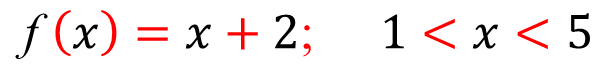 f(x) = x + 2; 1 < x < 5